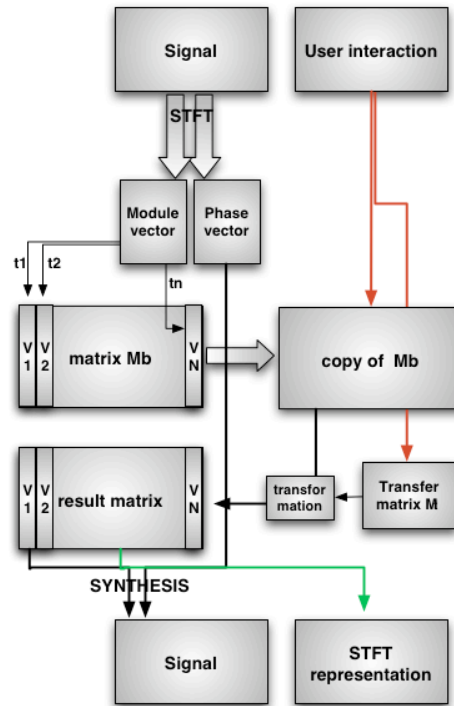 Signal
User interaction
STFT
Module
vector
Phase
vector
t1
t2
tn
V
1
V
2
matrix Mb
V
N
copy of Mb
V
1
V
2
result matrix
V
N
transfor
mation
Transfer
matrix M
SYNTHESIS
Signal
STFT
representation